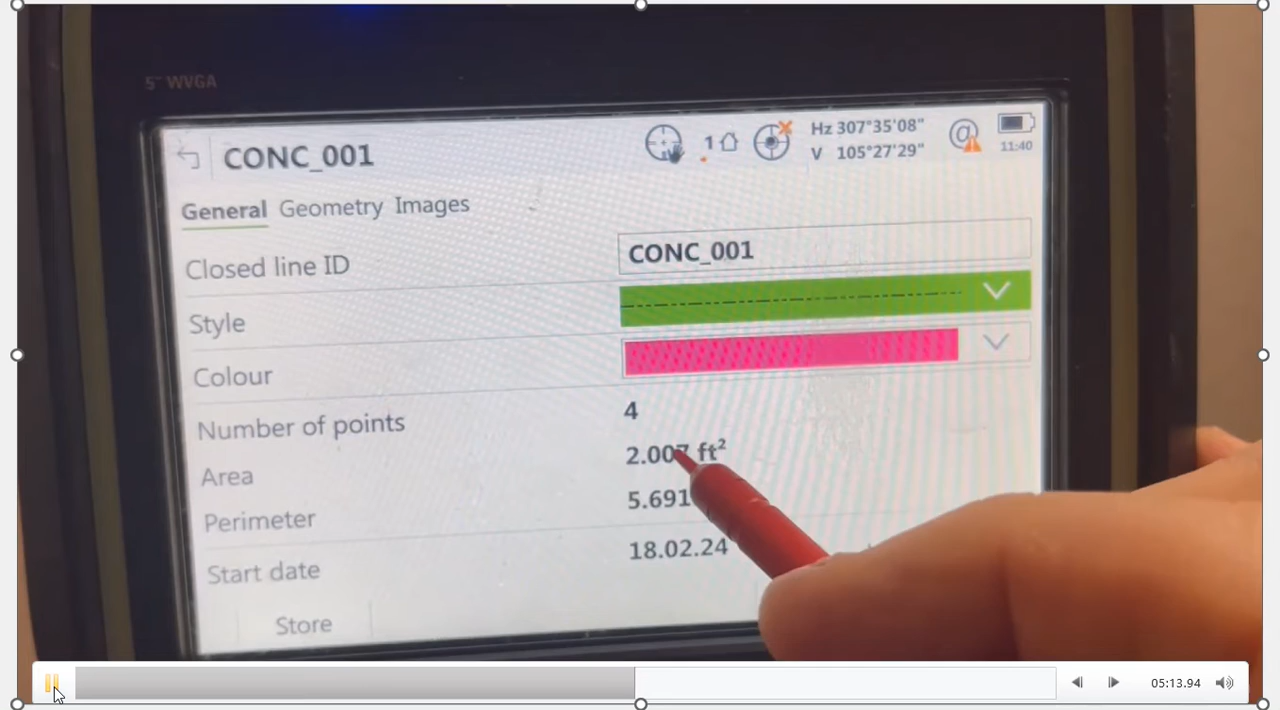 5" WVGA
CONC_001
1
Hz 307°35'08"
V 105°27'29"
@
11:40
General Geometry Images
Closed line ID CONC_001
Style
Colour
Number of points 4
Area 2.007 ft²
Perimeter 5.691
Start date 18.02.24
Store
05:13.94